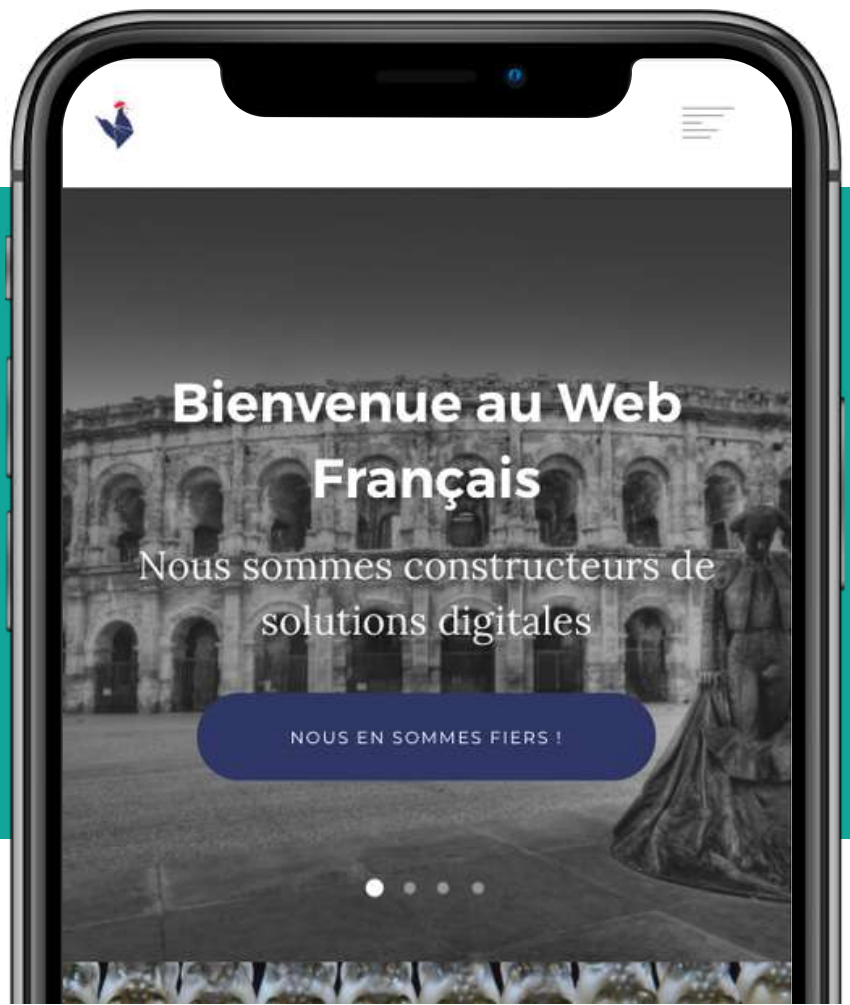 Bienvenue au Web
Français
Nous sommes constructeurs de
solutions digitales
NOUS EN SOMMES FIERS !